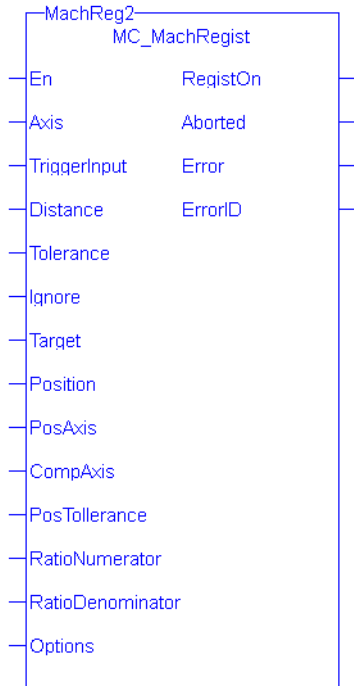 MachReg2
MC_MachRegist
En RegistOn
Axis Aborted
TriggerInput Error
Distance ErrorID
Tolerance
Ignore
Target
Position
PosAxis
CompAxis
PosTollerance
RatioNumerator
RatioDenominator
Options